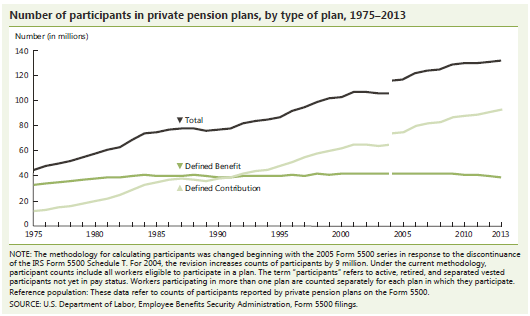 Number of participants in private pension plans, by type of plan, 1975–2013
Number (in millions)
140
120
100
80
60
40
20
0
▼ Total
▼ Defined Benefit
▲ Defined Contribution
1975 1980 1985 1990 1995 2000 2005 2010 2013
NOTE: The methodology for calculating participants was changed beginning with the 2005 Form 5500 series in response to the discontinuance
of the IRS Form 5500 Schedule T. For 2004, the revision increases counts of participants by 9 million. Under the current methodology,
participant counts include all workers eligible to participate in a plan. The term "participants" refers to active, retired, and separated vested
participants not yet in pay status. Workers participating in more than one plan are counted separately for each plan in which they participate.
Reference population: These data refer to counts of participants reported by private pension plans on the Form 5500.
SOURCE: U.S. Department of Labor, Employee Benefits Security Administration, Form 5500 filings.